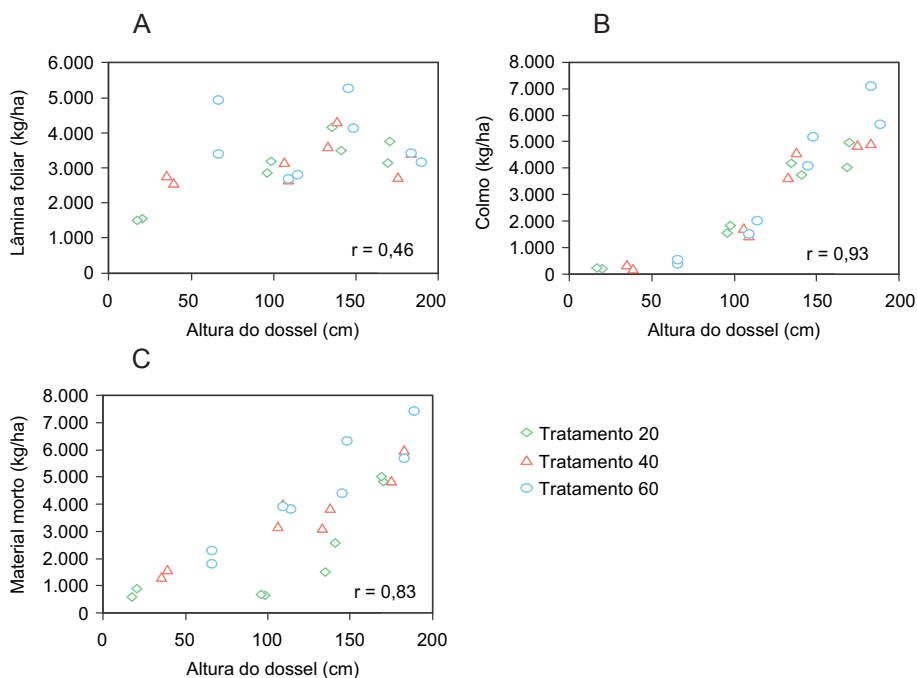 A
Lâmina foliar (kg/ha)
6.000
5.000
4.000
3.000
2.000
1.000
0
r = 0,46
0 50 100 150 200
Altura do dossel (cm)
B
Colmo (kg/ha)
8.000
7.000
6.000
5.000
4.000
3.000
2.000
1.000
0
r = 0,93
0 50 100 150 200
Altura do dossel (cm)
C
Material morto (kg/ha)
8.000
7.000
6.000
5.000
4.000
3.000
2.000
1.000
0
r = 0,83
0 50 100 150 200
Altura do dossel (cm)
Tratamento 20
Tratamento 40
Tratamento 60